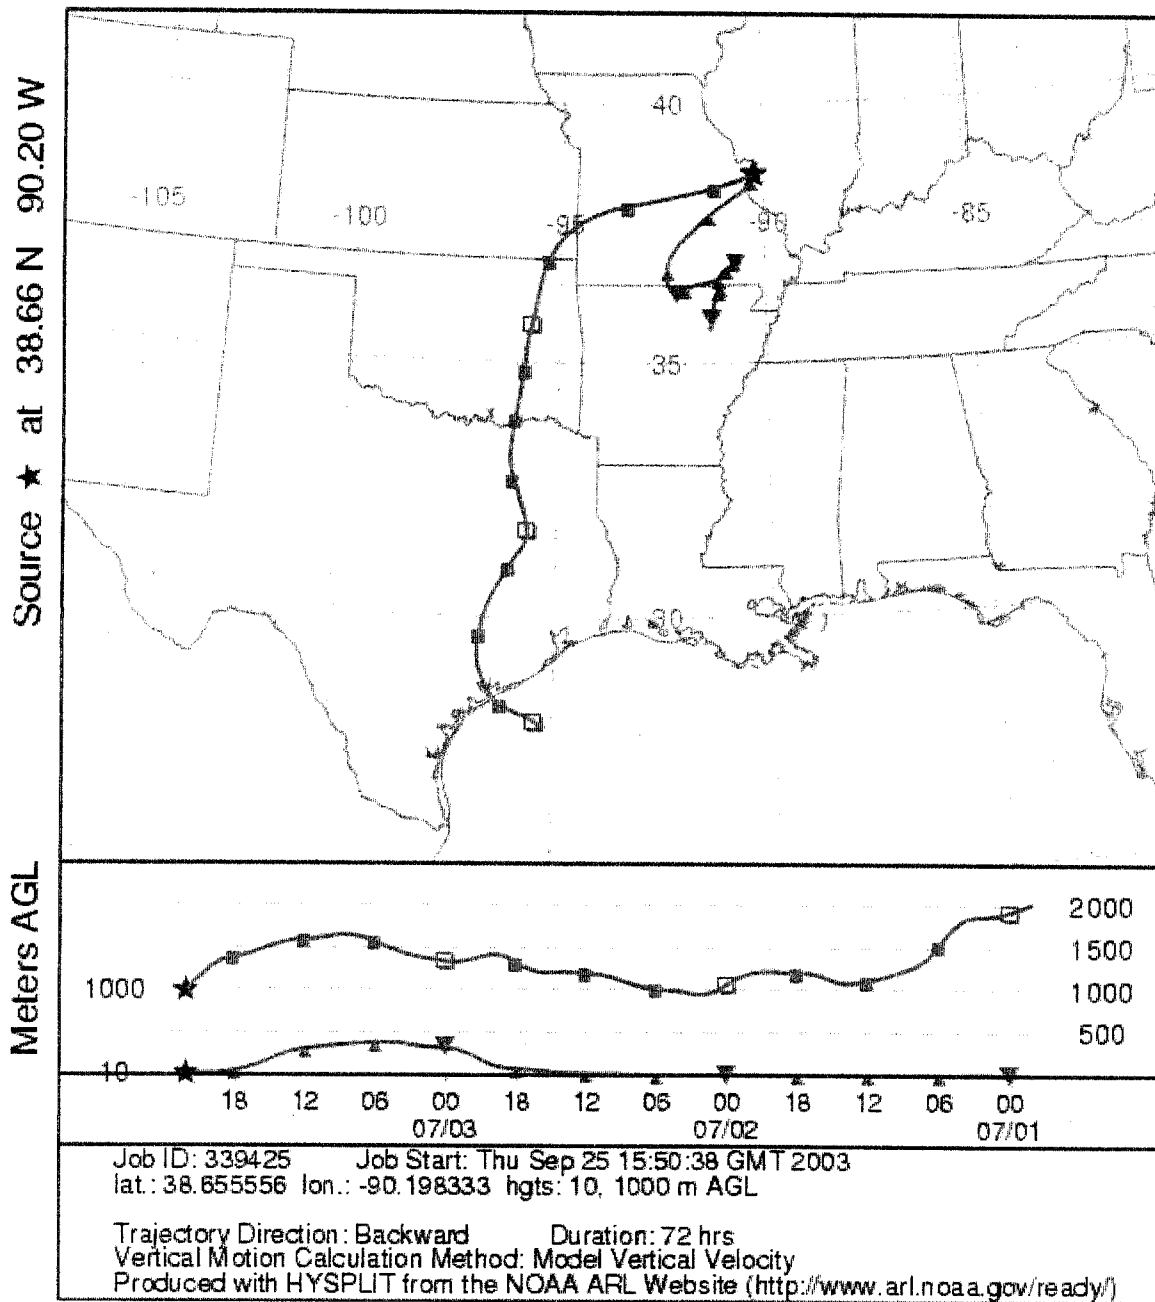 Source ★ at 38.66 N 90.20 W
40
-105
-100
-95
-90
-85
35
30
Meters AGL
2000
1500
1000
1000
500
10
18 12 06 00 18 12 06 00 18 12 06 00
07/03 07/02 07/01
Job ID: 339425 Job Start: Thu Sep 25 15:50:38 GMT 2003
lat.: 38.655556 lon.: -90.198333 hgts: 10, 1000 m AGL
Trajectory Direction: Backward Duration: 72 hrs
Vertical Motion Calculation Method: Model Vertical Velocity
Produced with HYSPLIT from the NOAA ARL Website (http://www.arl.noaa.gov/ready/)